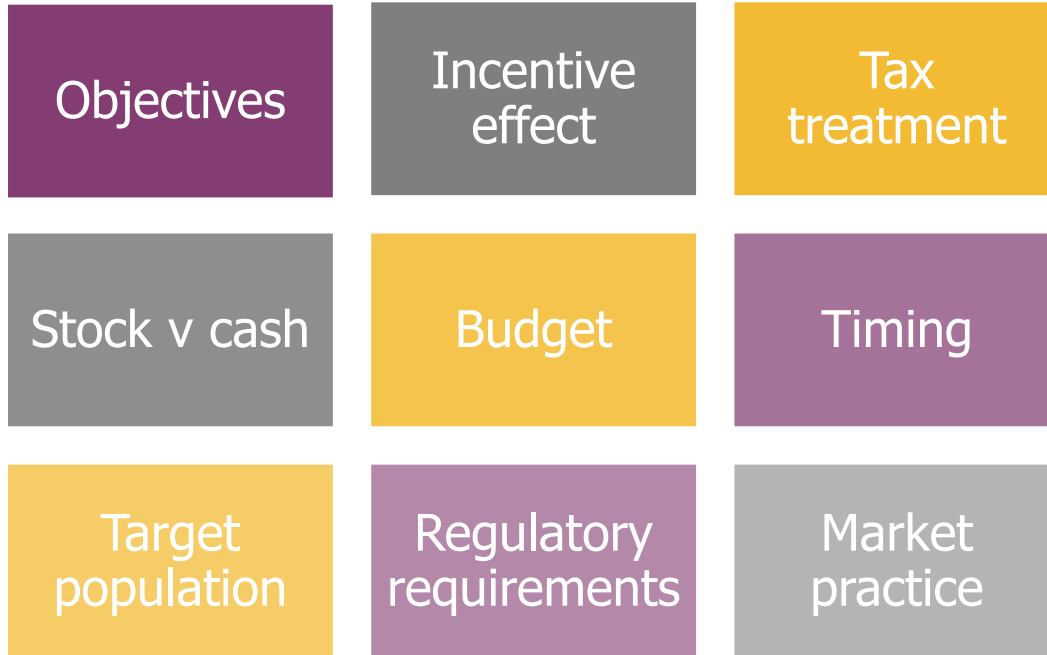 Objectives
Incentive
effect
Tax
treatment
Stock v cash
Budget
Timing
Target
population
Regulatory
requirements
Market
practice